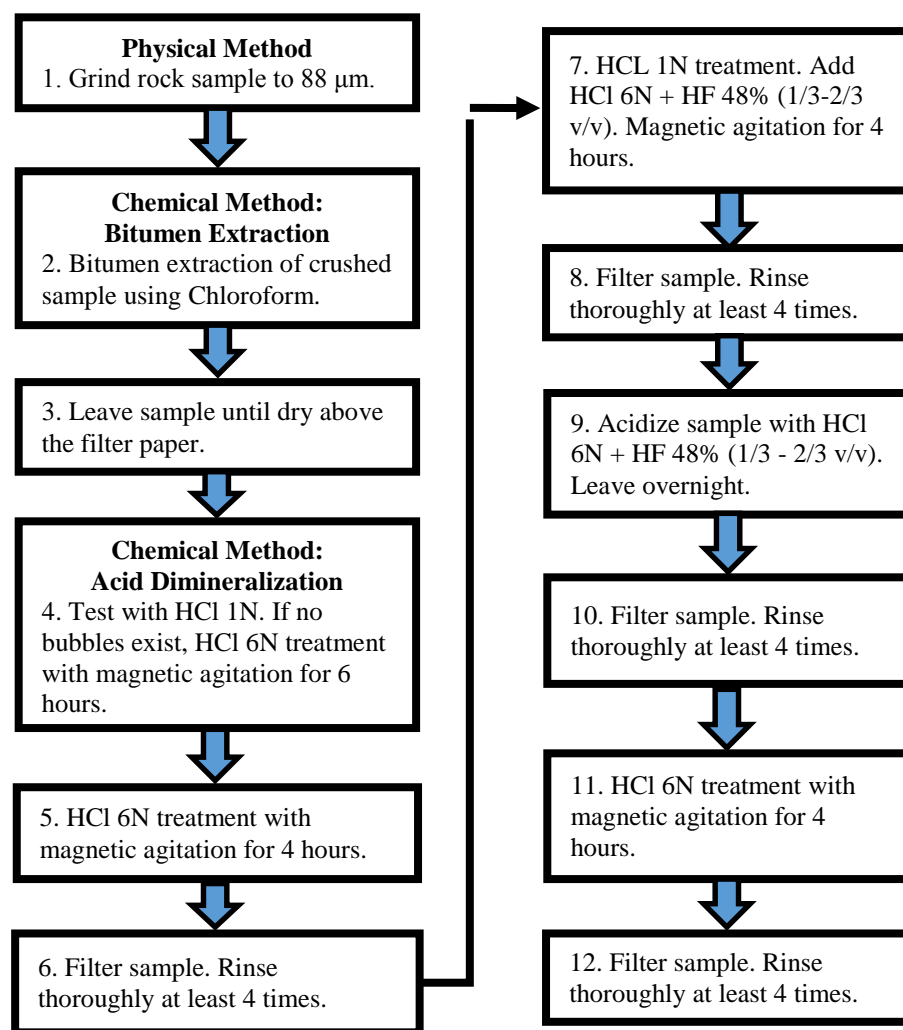 Physical Method
1. Grind rock sample to 88 μm.
Chemical Method:
Bitumen Extraction
2. Bitumen extraction of crushed
sample using Chloroform.
3. Leave sample until dry above
the filter paper.
Chemical Method:
Acid Dimineralization
4. Test with HCl 1N. If no
bubbles exist, HCl 6N treatment
with magnetic agitation for 6
hours.
5. HCl 6N treatment with
magnetic agitation for 4 hours.
6. Filter sample. Rinse
thoroughly at least 4 times.
7. HCL 1N treatment. Add
HCl 6N + HF 48% (1/3-2/3
v/v). Magnetic agitation for 4
hours.
8. Filter sample. Rinse
thoroughly at least 4 times.
9. Acidize sample with HCl
6N + HF 48% (1/3 - 2/3 v/v).
Leave overnight.
10. Filter sample. Rinse
thoroughly at least 4 times.
11. HCl 6N treatment with
magnetic agitation for 4
hours.
12. Filter sample. Rinse
thoroughly at least 4 times.